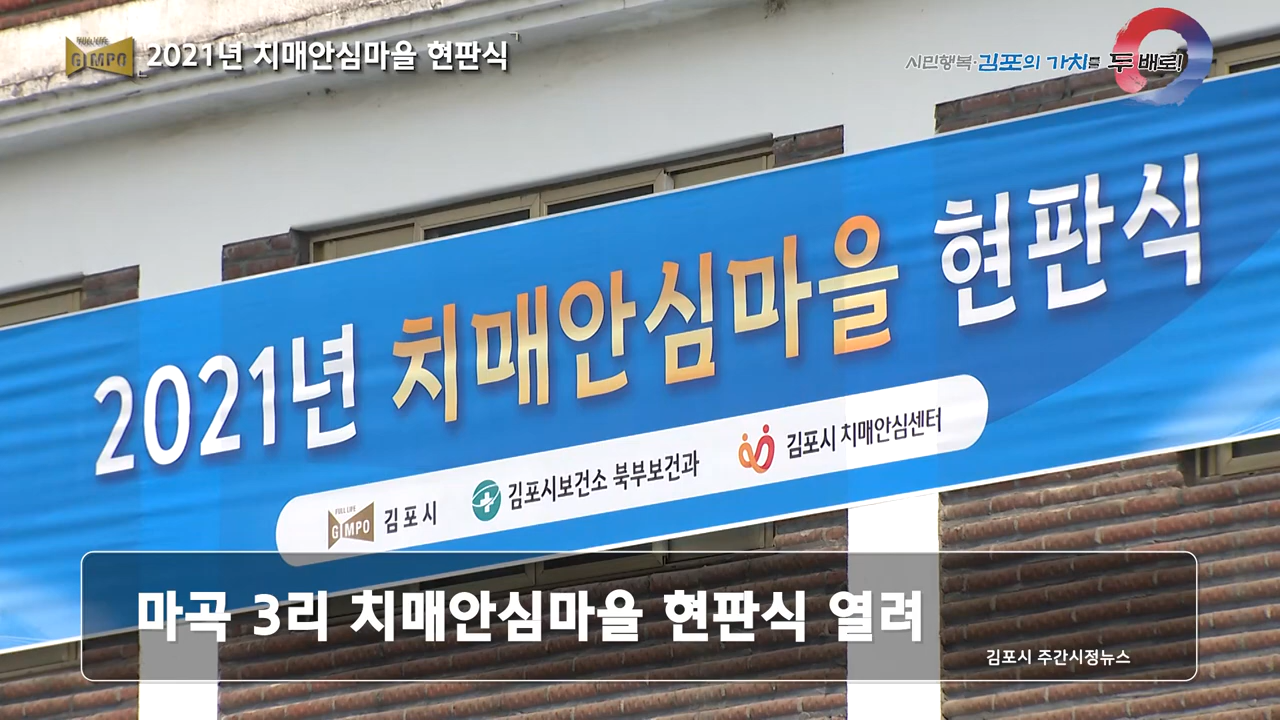 FULL LIFE
GIMPO
2021년 치매안심마을 현판식
시민행복·김포의 가치를 두 배로!
2021년 치매안심마을 현판식
FULL LIFE
GIMPO 김포시 김포시보건소 북부보건과 김포시 치매안심센터
마곡 3리 치매안심마을 현판식 열려
김포시 주간시정뉴스